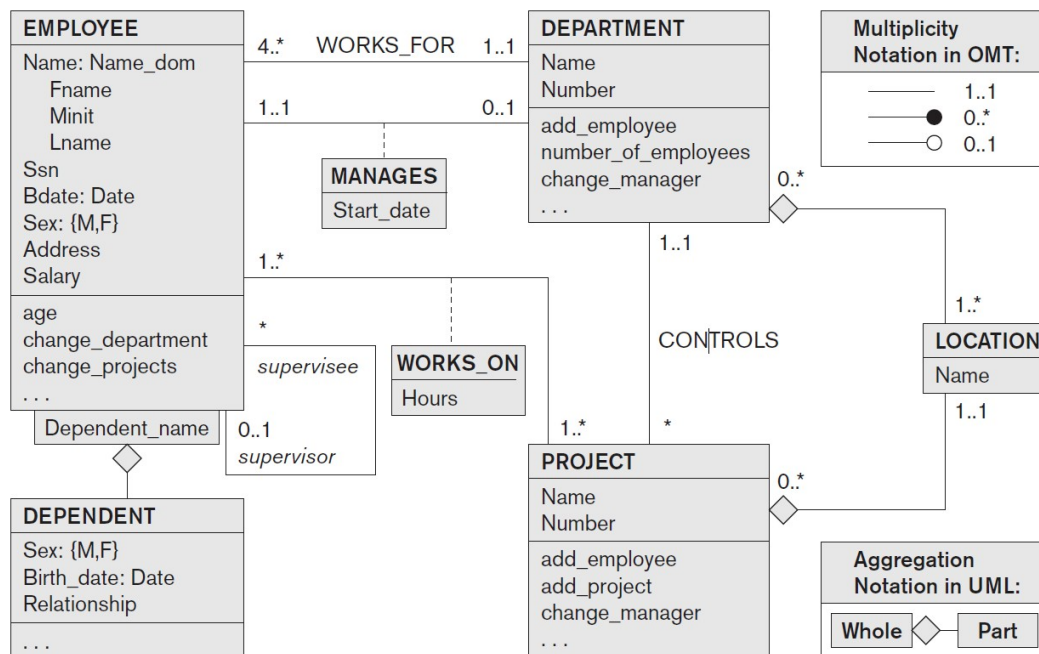 EMPLOYEE
Name: Name_dom
Fname
Minit
Lname
Ssn
Bdate: Date
Sex: {M,F}
Address
Salary
age
change_department
change_projects
. . .
Dependent_name
DEPENDENT
Sex: {M,F}
Birth_date: Date
Relationship
. . .
4..*
WORKS_FOR
1..1
1..1
0..1
MANAGES
Start_date
1..*
*
supervisee
0..1
supervisor
WORKS_ON
Hours
1..*
DEPARTMENT
Name
Number
add_employee
number_of_employees
change_manager
. . .
0..*
1..1
CONTROLS
*
1..*
LOCATION
Name
1..1
PROJECT
Name
Number
add_employee
add_project
change_manager
. . .
0..*
Multiplicity
Notation in OMT:
1..1
0..*
0..1
Aggregation
Notation in UML:
Whole
Part